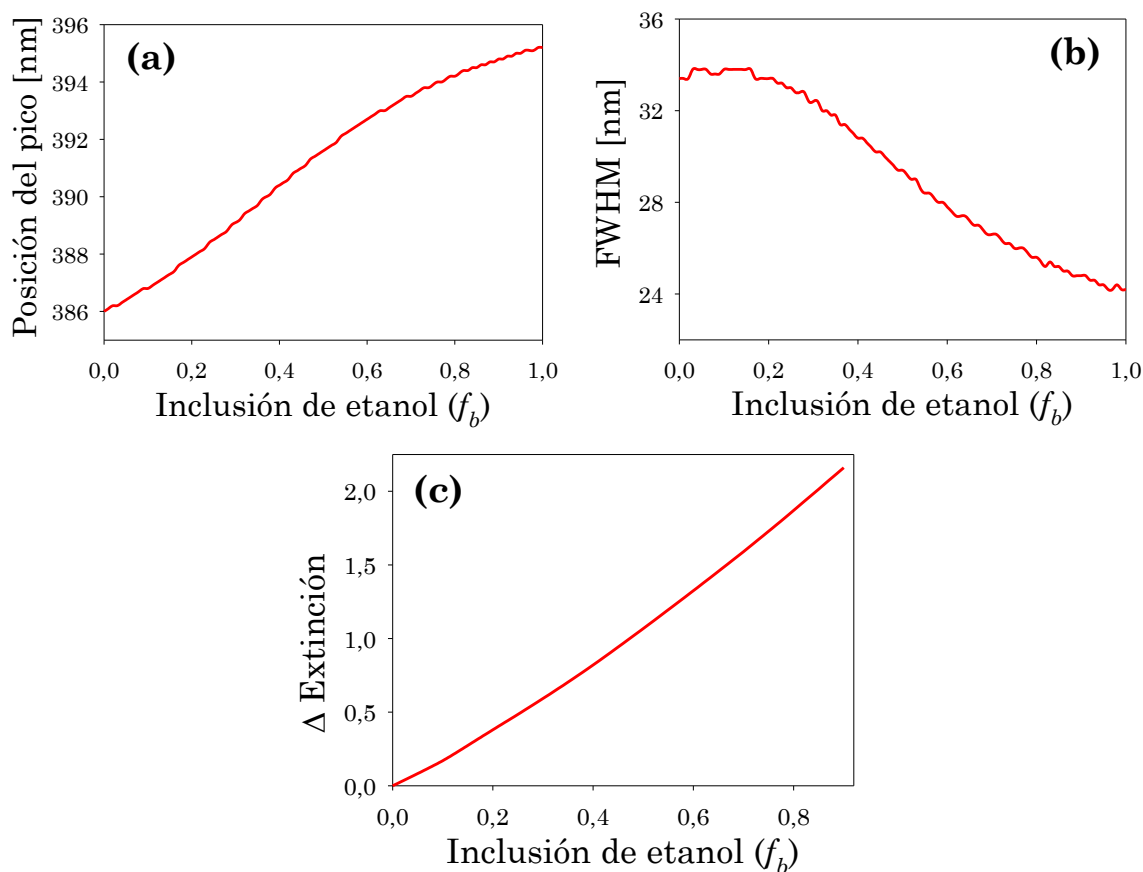 (a)
Posición del pico [nm]
396
394
392
390
388
386
0,0 0,2 0,4 0,6 0,8 1,0
Inclusión de etanol (f_b)
(b)
FWHM [nm]
36
32
28
24
0,0 0,2 0,4 0,6 0,8 1,0
Inclusión de etanol (f_b)
(c)
Δ Extinción
2,0
1,5
1,0
0,5
0,0
0,0 0,2 0,4 0,6 0,8
Inclusión de etanol (f_b)